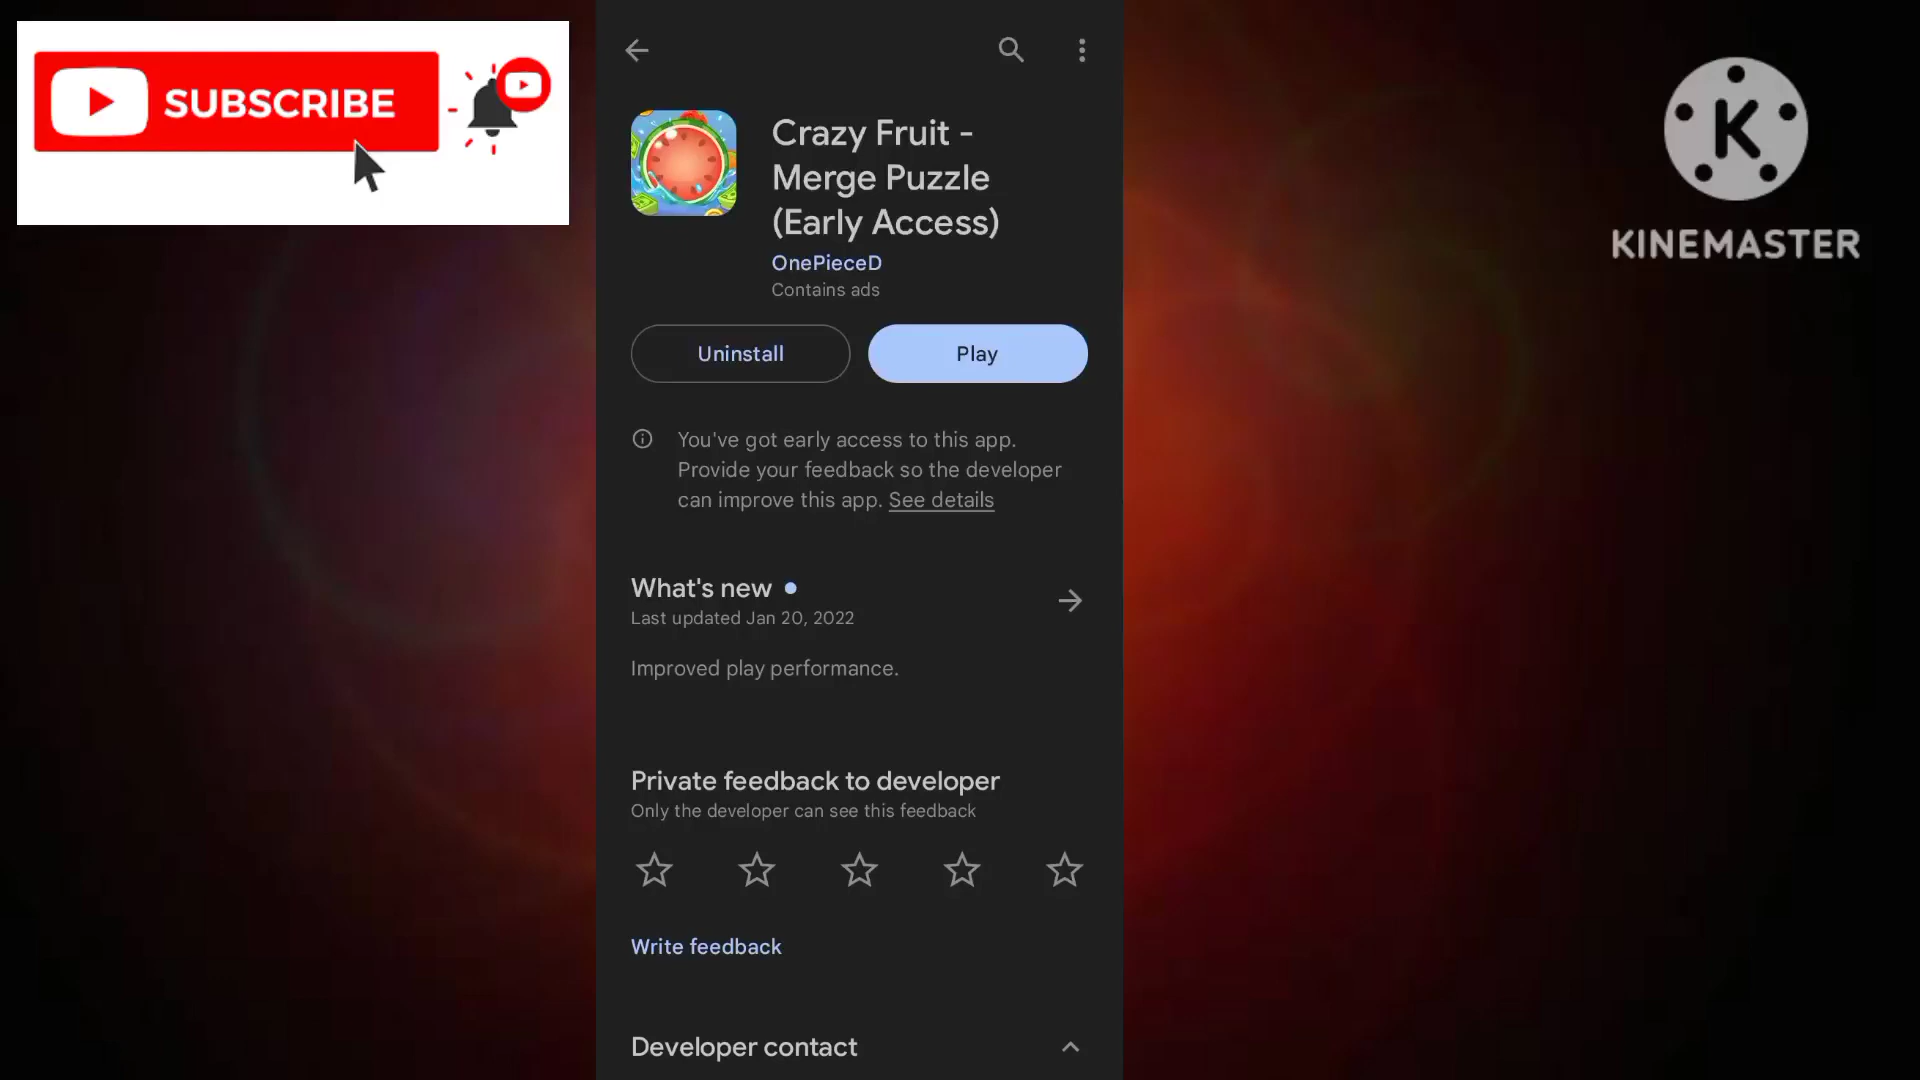 SUBSCRIBE
K
KINEMASTER
Crazy Fruit -
Merge Puzzle
(Early Access)
OnePieceD
Contains ads
Uninstall
Play
You've got early access to this app.
Provide your feedback so the developer
can improve this app. See details
What's new
Last updated Jan 20, 2022
Improved play performance.
Private feedback to developer
Only the developer can see this feedback
Write feedback
Developer contact